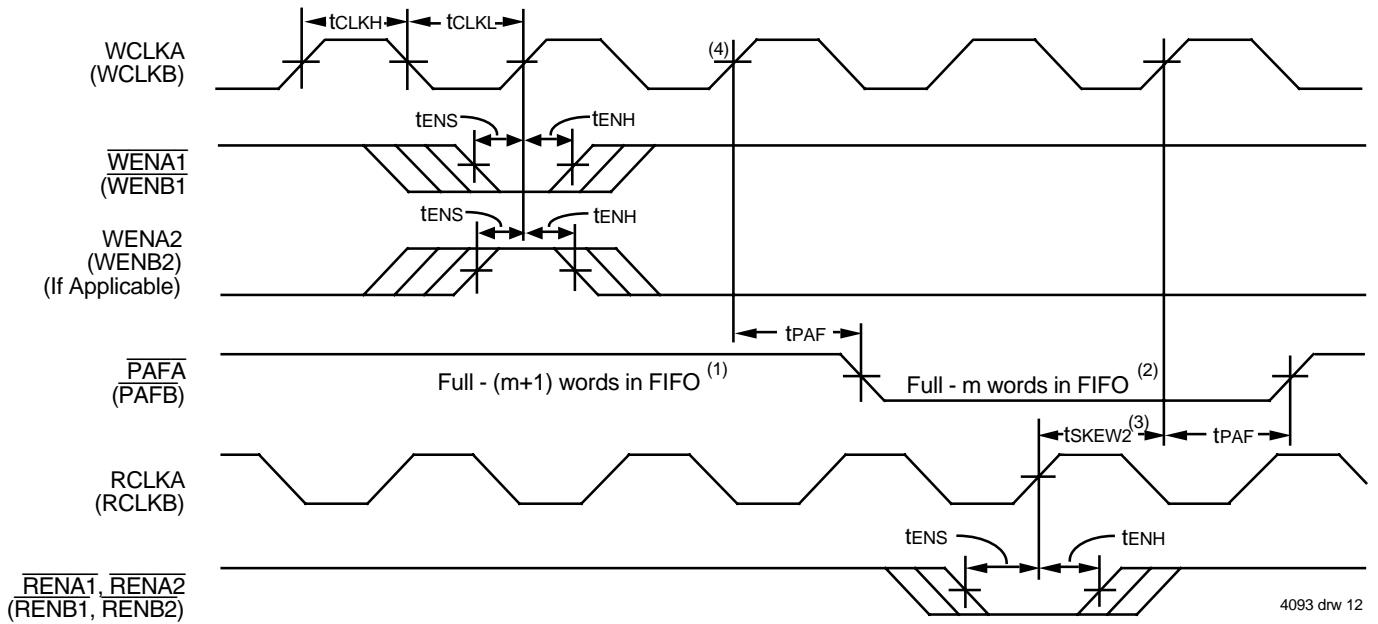 tCLKH
tCLKL
WCLKA
(WCLKB)
(4)
tENS
tENH
WENA1
(WENB1
tENS
tENH
WENA2
(WENB2)
(If Applicable)
tPAF
PAFA
(PAFB)
Full - (m+1) words in FIFO (1)
Full - m words in FIFO (2)
tSKEW2(3)
tPAF
RCLKA
(RCLKB)
tENS
tENH
RENA1, RENA2
(RENB1, RENB2)
4093 drw 12